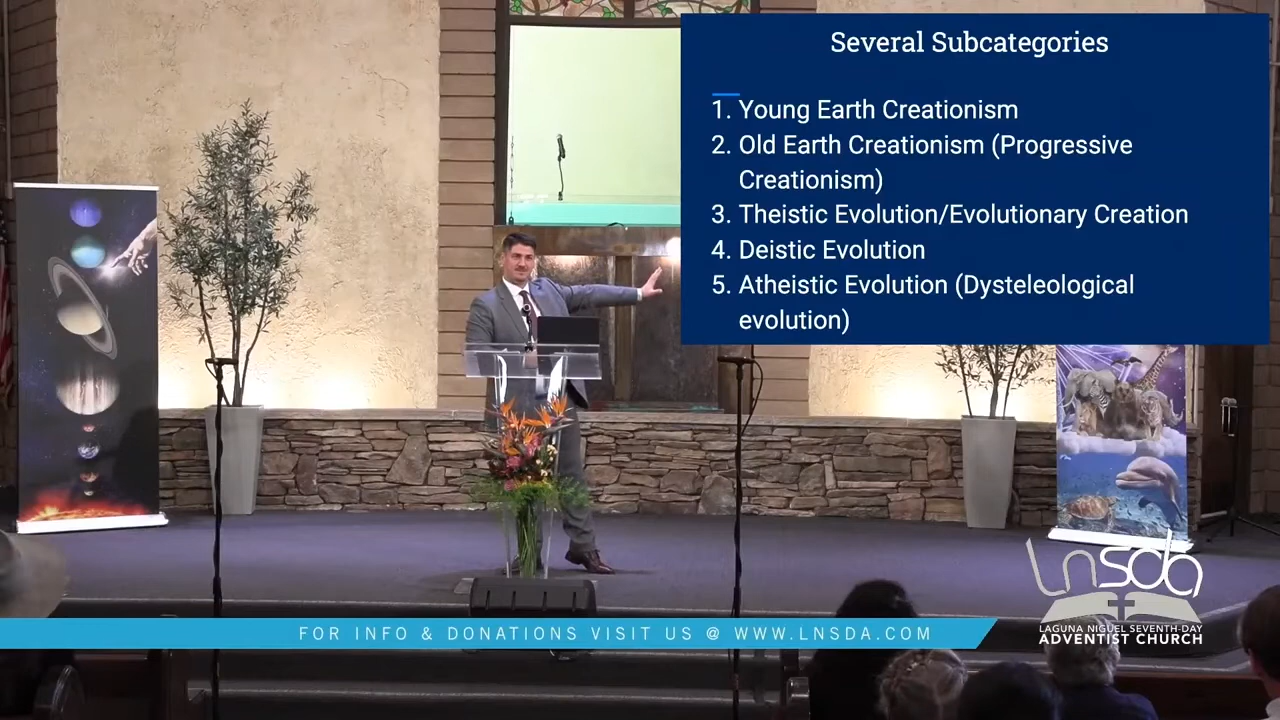 Several Subcategories
1. Young Earth Creationism
2. Old Earth Creationism (Progressive
Creationism)
3. Theistic Evolution/Evolutionary Creation
4. Deistic Evolution
5. Atheistic Evolution (Dysteleological
evolution)
FOR INFO & DONATIONS VISIT US @ WWW.LNSDA.COM
Lnsda
LAGUNA NIGUEL SEVENTH-DAY
ADVENTIST CHURCH